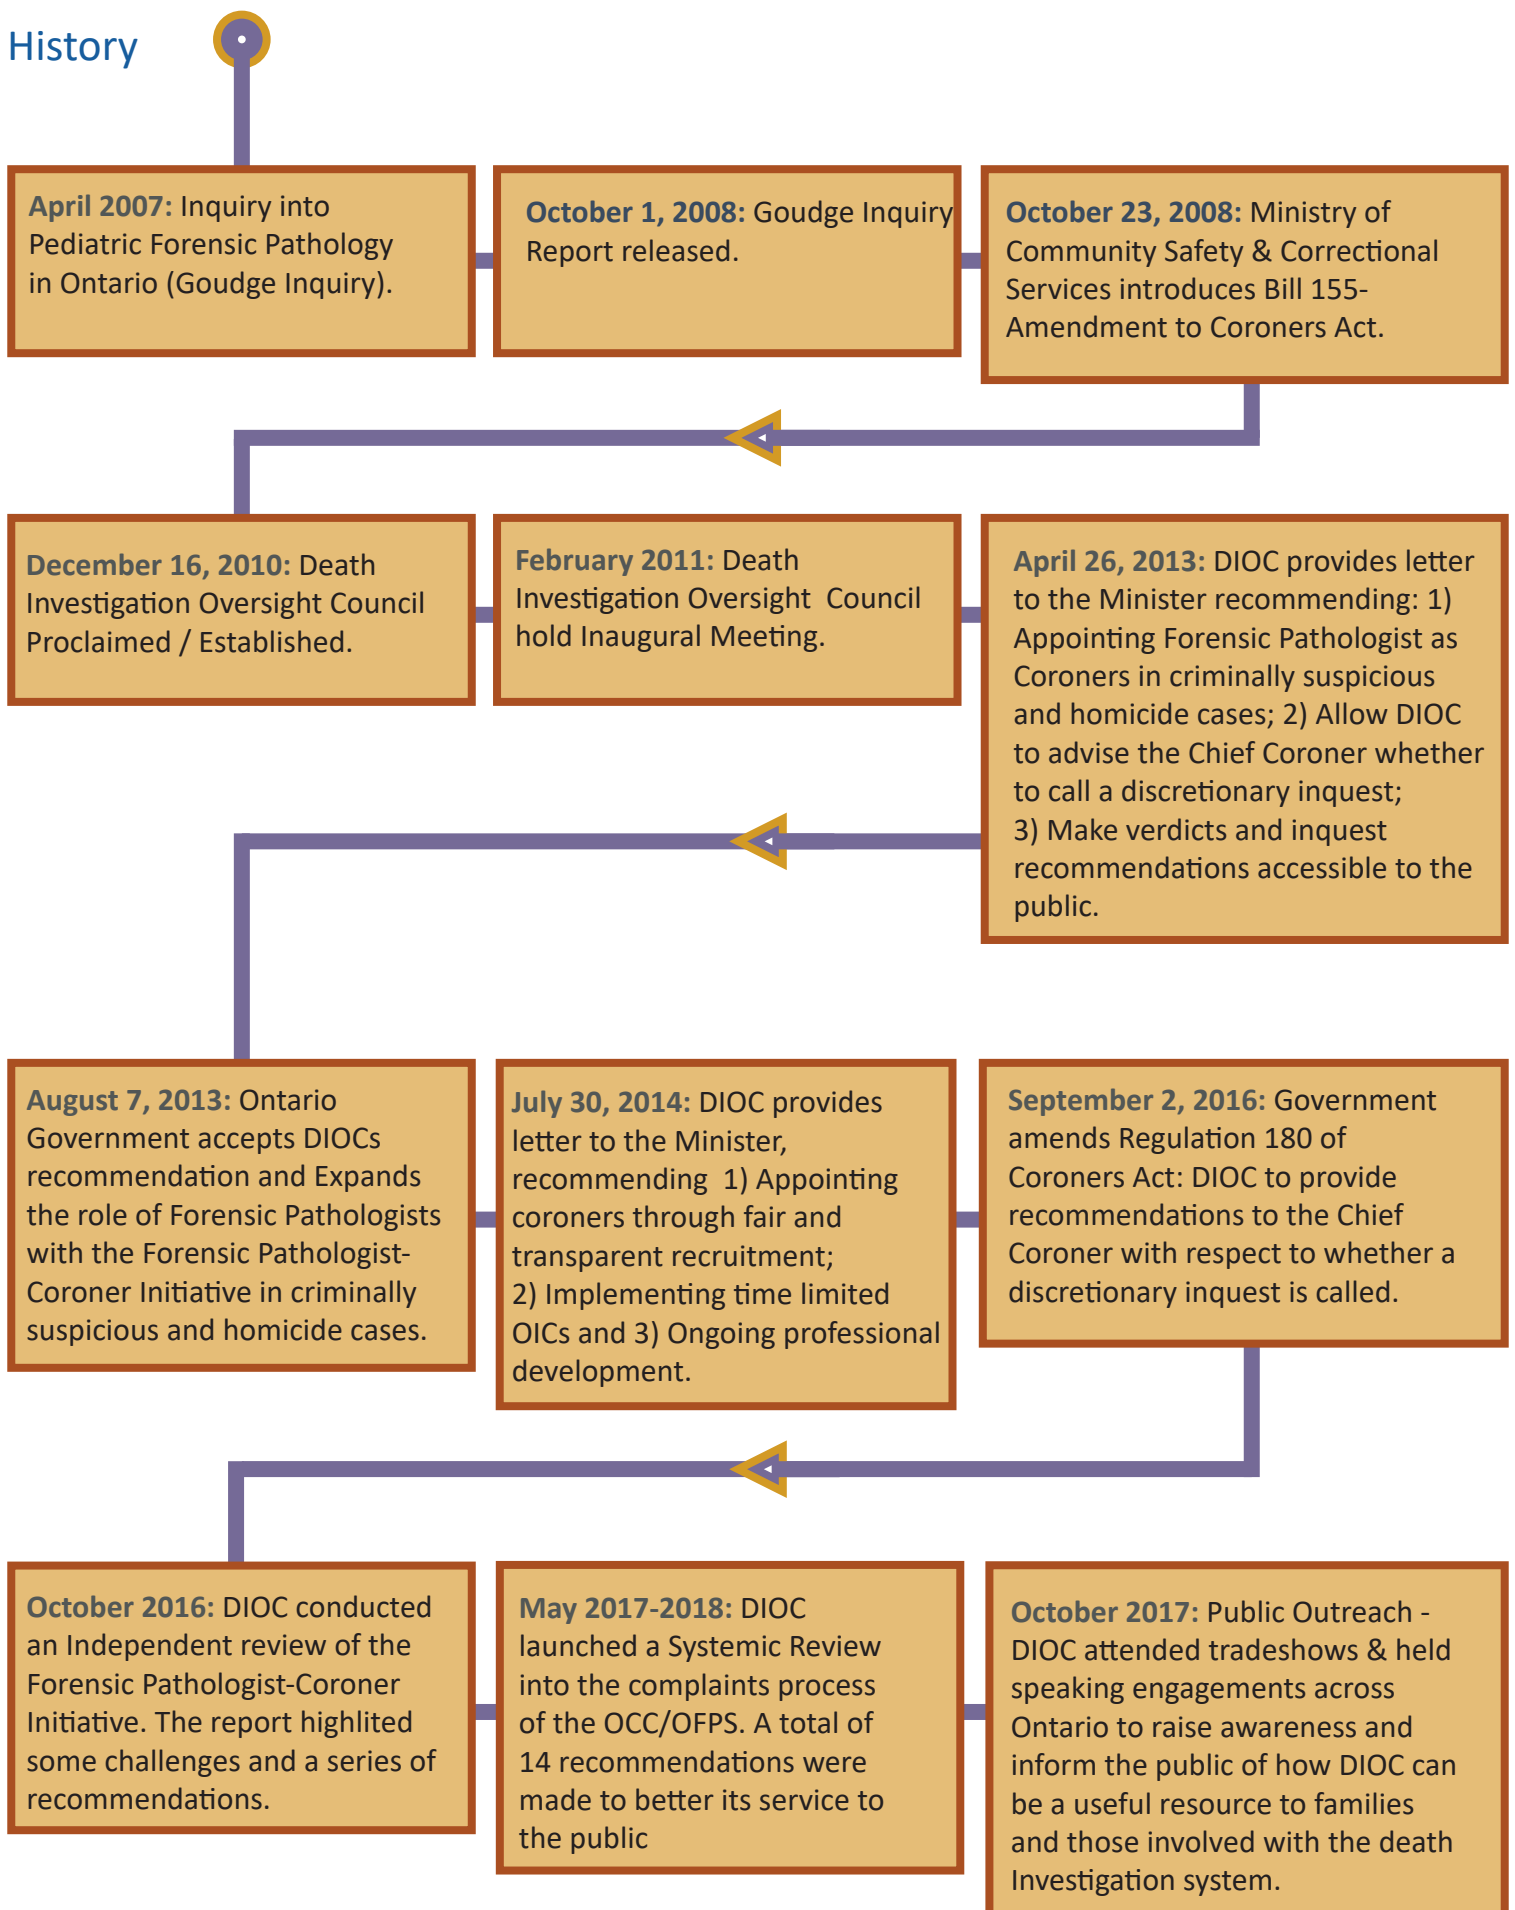 History
April 2007: Inquiry into
Pediatric Forensic Pathology
in Ontario (Goudge Inquiry).
October 1, 2008: Goudge Inquiry
Report released.
October 23, 2008: Ministry of
Community Safety & Correctional
Services introduces Bill 155-
Amendment to Coroners Act.
December 16, 2010: Death
Investigation Oversight Council
Proclaimed / Established.
February 2011: Death
Investigation Oversight  Council
hold Inaugural Meeting.
April 26, 2013: DIOC provides letter
to the Minister recommending: 1)
Appointing Forensic Pathologist as
Coroners in criminally suspicious
and homicide cases; 2) Allow DIOC
to advise the Chief Coroner whether
to call a discretionary inquest;
3) Make verdicts and inquest
recommendations accessible to the
public.
August 7, 2013: Ontario
Government accepts DIOCs
recommendation and Expands
the role of Forensic Pathologists
with the Forensic Pathologist-
Coroner Initiative in criminally
suspicious and homicide cases.
July 30, 2014: DIOC provides
letter to the Minister,
recommending  1) Appointing
coroners through fair and
transparent recruitment;
2) Implementing time limited
OICs and 3) Ongoing professional
development.
September 2, 2016: Government
amends Regulation 180 of
Coroners Act: DIOC to provide
recommendations to the Chief
Coroner with respect to whether a
discretionary inquest is called.
October 2016: DIOC conducted
an Independent review of the
Forensic Pathologist-Coroner
Initiative. The report highlited
some challenges and a series of
recommendations.
May 2017-2018: DIOC
launched a Systemic Review
into the complaints process
of the OCC/OFPS. A total of
14 recommendations were
made to better its service to
the public
October 2017: Public Outreach -
DIOC attended tradeshows & held
speaking engagements across
Ontario to raise awareness and
inform the public of how DIOC can
be a useful resource to families
and those involved with the death
Investigation system.